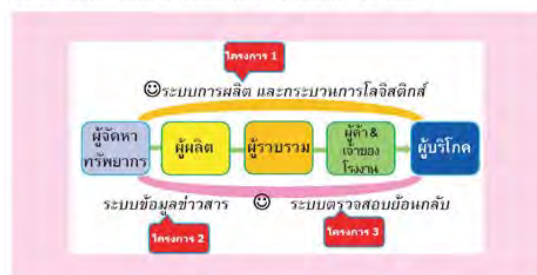 โครงการ 1
☺ระบบการผลิต และกระบวนการโลจิสติกส์
ผู้จัดหา
ทรัพยากร
ผู้ผลิต
ผู้ราบรวม
ผู้ค้า &
เจ้าของ
โรงงาน
ผู้บริโภค
ระบบข้อมูลข่าวสาร ☺ ระบบตรวจสอบย้อนกลับ
โครงการ 2
โครงการ 3